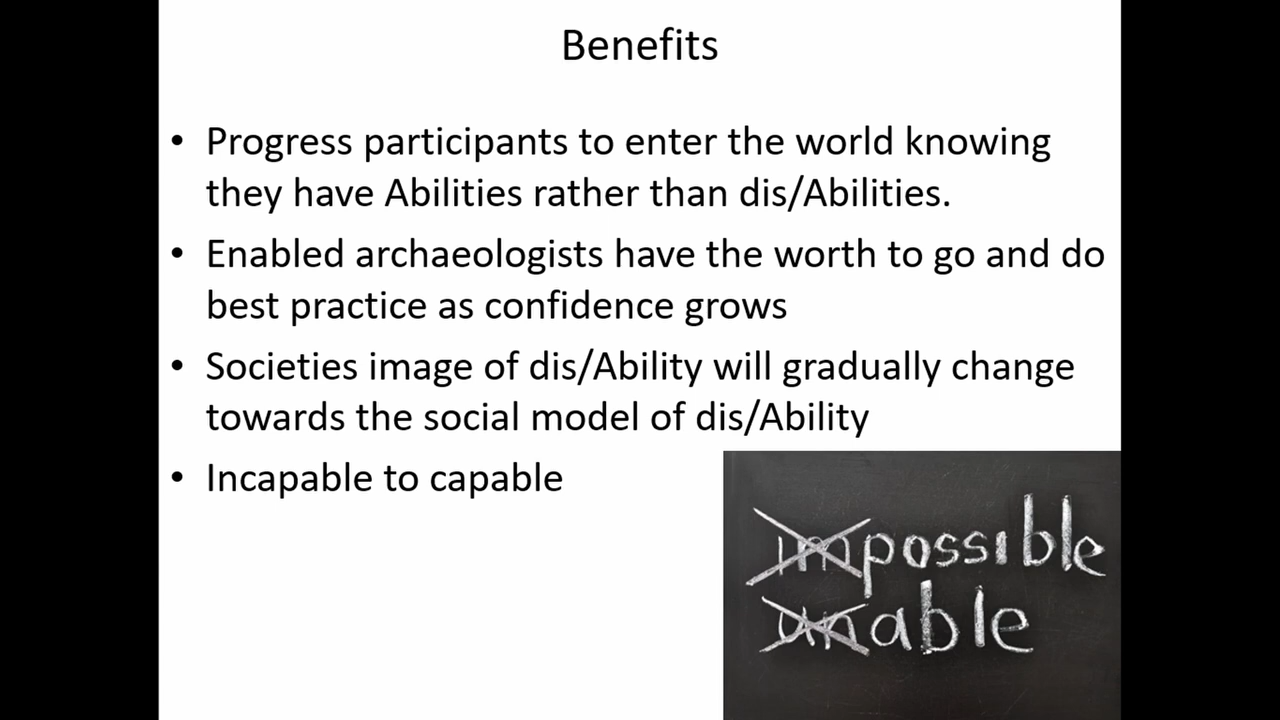 Benefits
• Progress participants to enter the world knowing
they have Abilities rather than dis/Abilities.
• Enabled archaeologists have the worth to go and do
best practice as confidence grows
• Societies image of dis/Ability will gradually change
towards the social model of dis/Ability
• Incapable to capable
impossible
unable